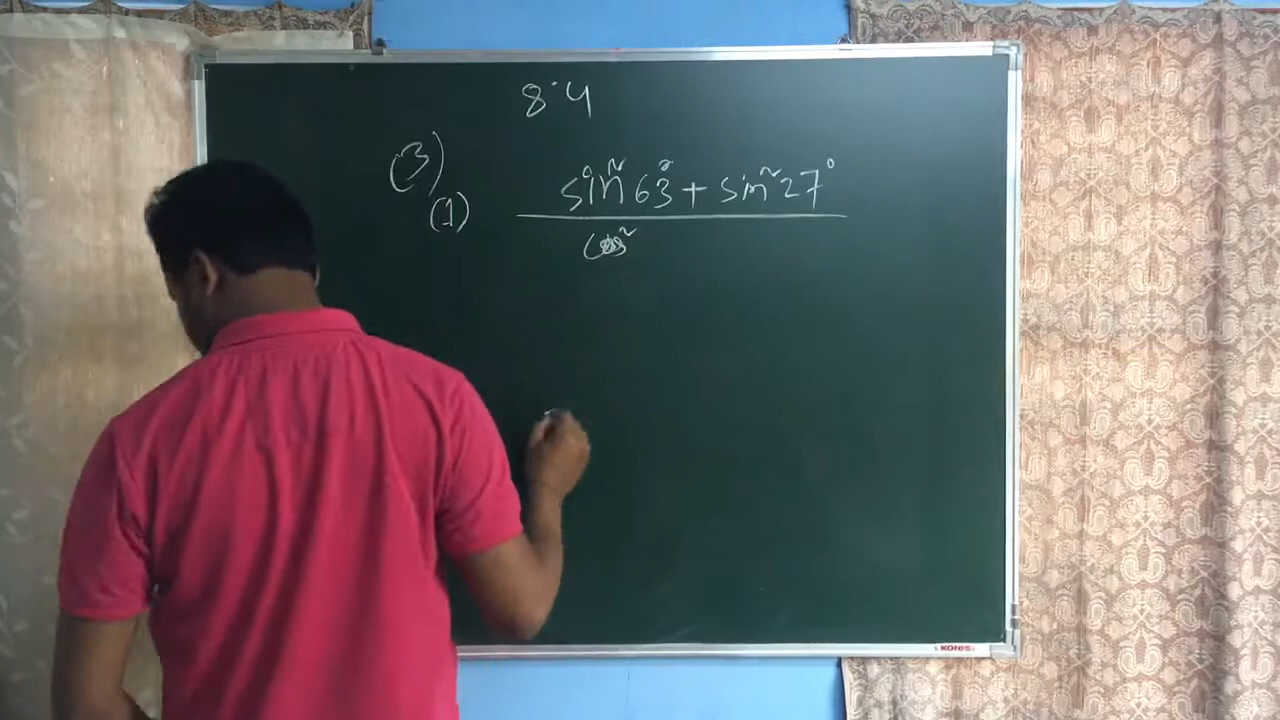 8.4
(3)
(1) sin²63° + sin²27°
cos²
KORES